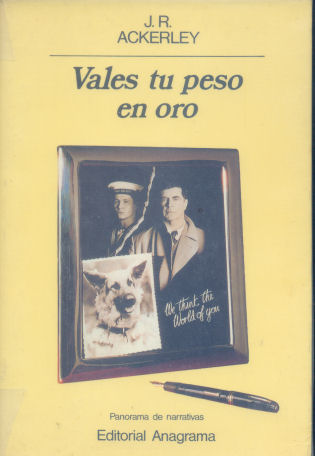 J. R.
ACKERLEY
Vales tu peso
en oro
We think the
World of you
Panorama de narrativas
Editorial Anagrama